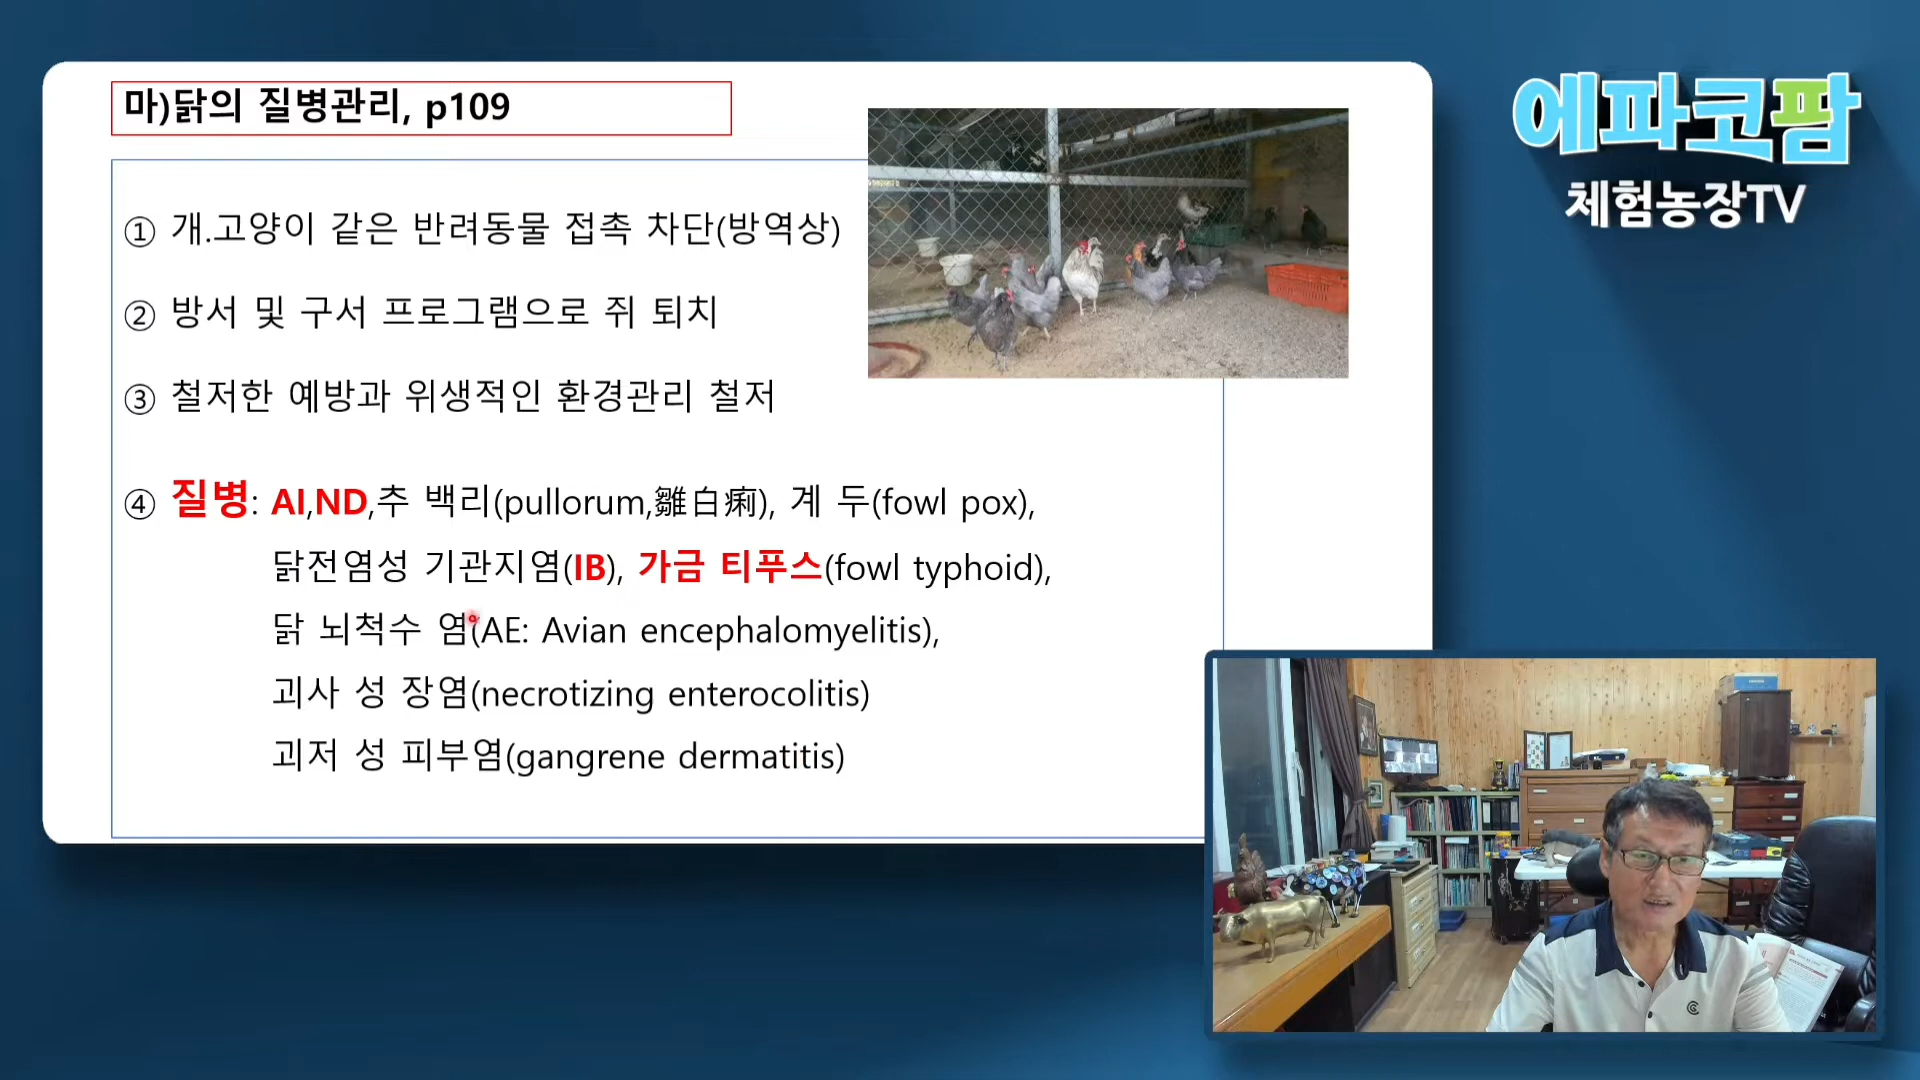 마)닭의 질병관리, p109
① 개.고양이 같은 반려동물 접촉 차단(방역상)
② 방서 및 구서 프로그램으로 쥐 퇴치
③ 철저한 예방과 위생적인 환경관리 철저
④ 질병: AI,ND,추 백리(pullorum,雛白痢), 계 두(fowl pox),
닭전염성 기관지염(IB), 가금 티푸스(fowl typhoid),
닭 뇌척수 염(AE: Avian encephalomyelitis),
괴사 성 장염(necrotizing enterocolitis)
괴저 성 피부염(gangrene dermatitis)
에파코팜
체험농장TV